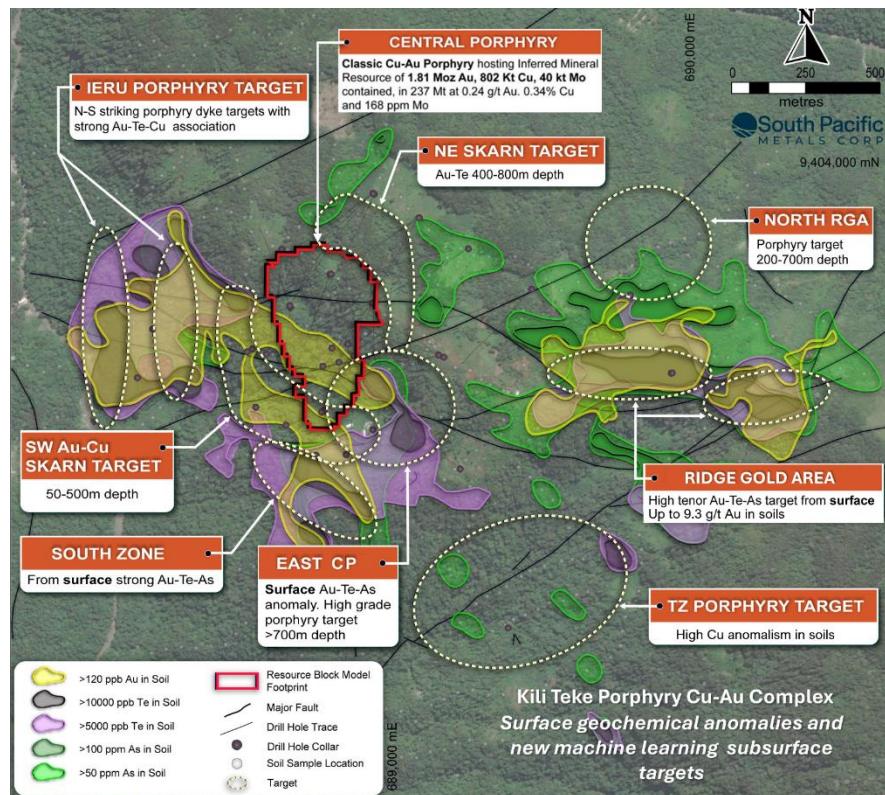 CENTRAL PORPHYRY
Classic Cu-Au Porphyry hosting Inferred Mineral
Resource of 1.81 Moz Au, 802 Kt Cu, 40 kt Mo
contained, in 237 Mt at 0.24 g/t Au. 0.34% Cu
and 168 ppm Mo
690,000 mE
N
0
250
500
metres
South Pacific
METALS CORP
9,404,000 mN
IERU PORPHYRY TARGET
N-S striking porphyry dyke targets with
strong Au-Te-Cu association
NE SKARN TARGET
Au-Te 400-800m depth
NORTH RGA
Porphyry target
200-700m depth
SW Au-Cu
SKARN TARGET
50-500m depth
RIDGE GOLD AREA
High tenor Au-Te-As target from surface
Up to 9.3 g/t Au in soils
SOUTH ZONE
From surface strong Au-Te-As
EAST CP
Surface Au-Te-As
anomaly. High grade
porphyry target
>700m depth
TZ PORPHYRY TARGET
High Cu anomalism in soils
>120 ppb Au in Soil
>10000 ppb Te in Soil
>5000 ppb Te in Soil
>100 ppm As in Soil
>50 ppm As in Soil
Resource Block Model
Footprint
Major Fault
Drill Hole Trace
Drill Hole Collar
Soil Sample Location
Target
689,000 mE
Kili Teke Porphyry Cu-Au Complex
Surface geochemical anomalies and
new machine learning subsurface
targets